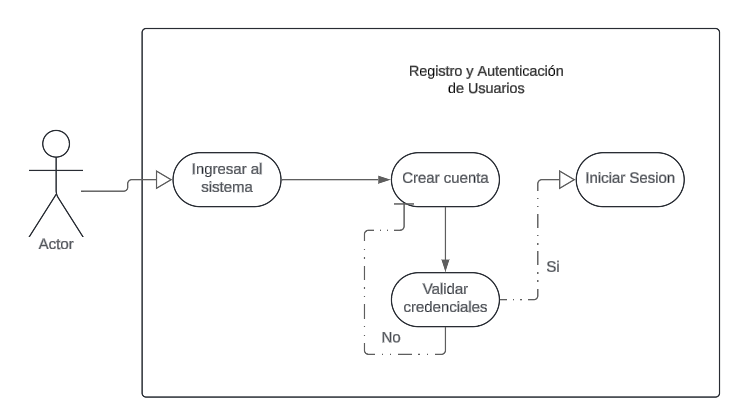 Registro y Autenticación
de Usuarios
Ingresar al
sistema
Crear cuenta
Iniciar Sesion
Actor
Si
Validar
credenciales
No